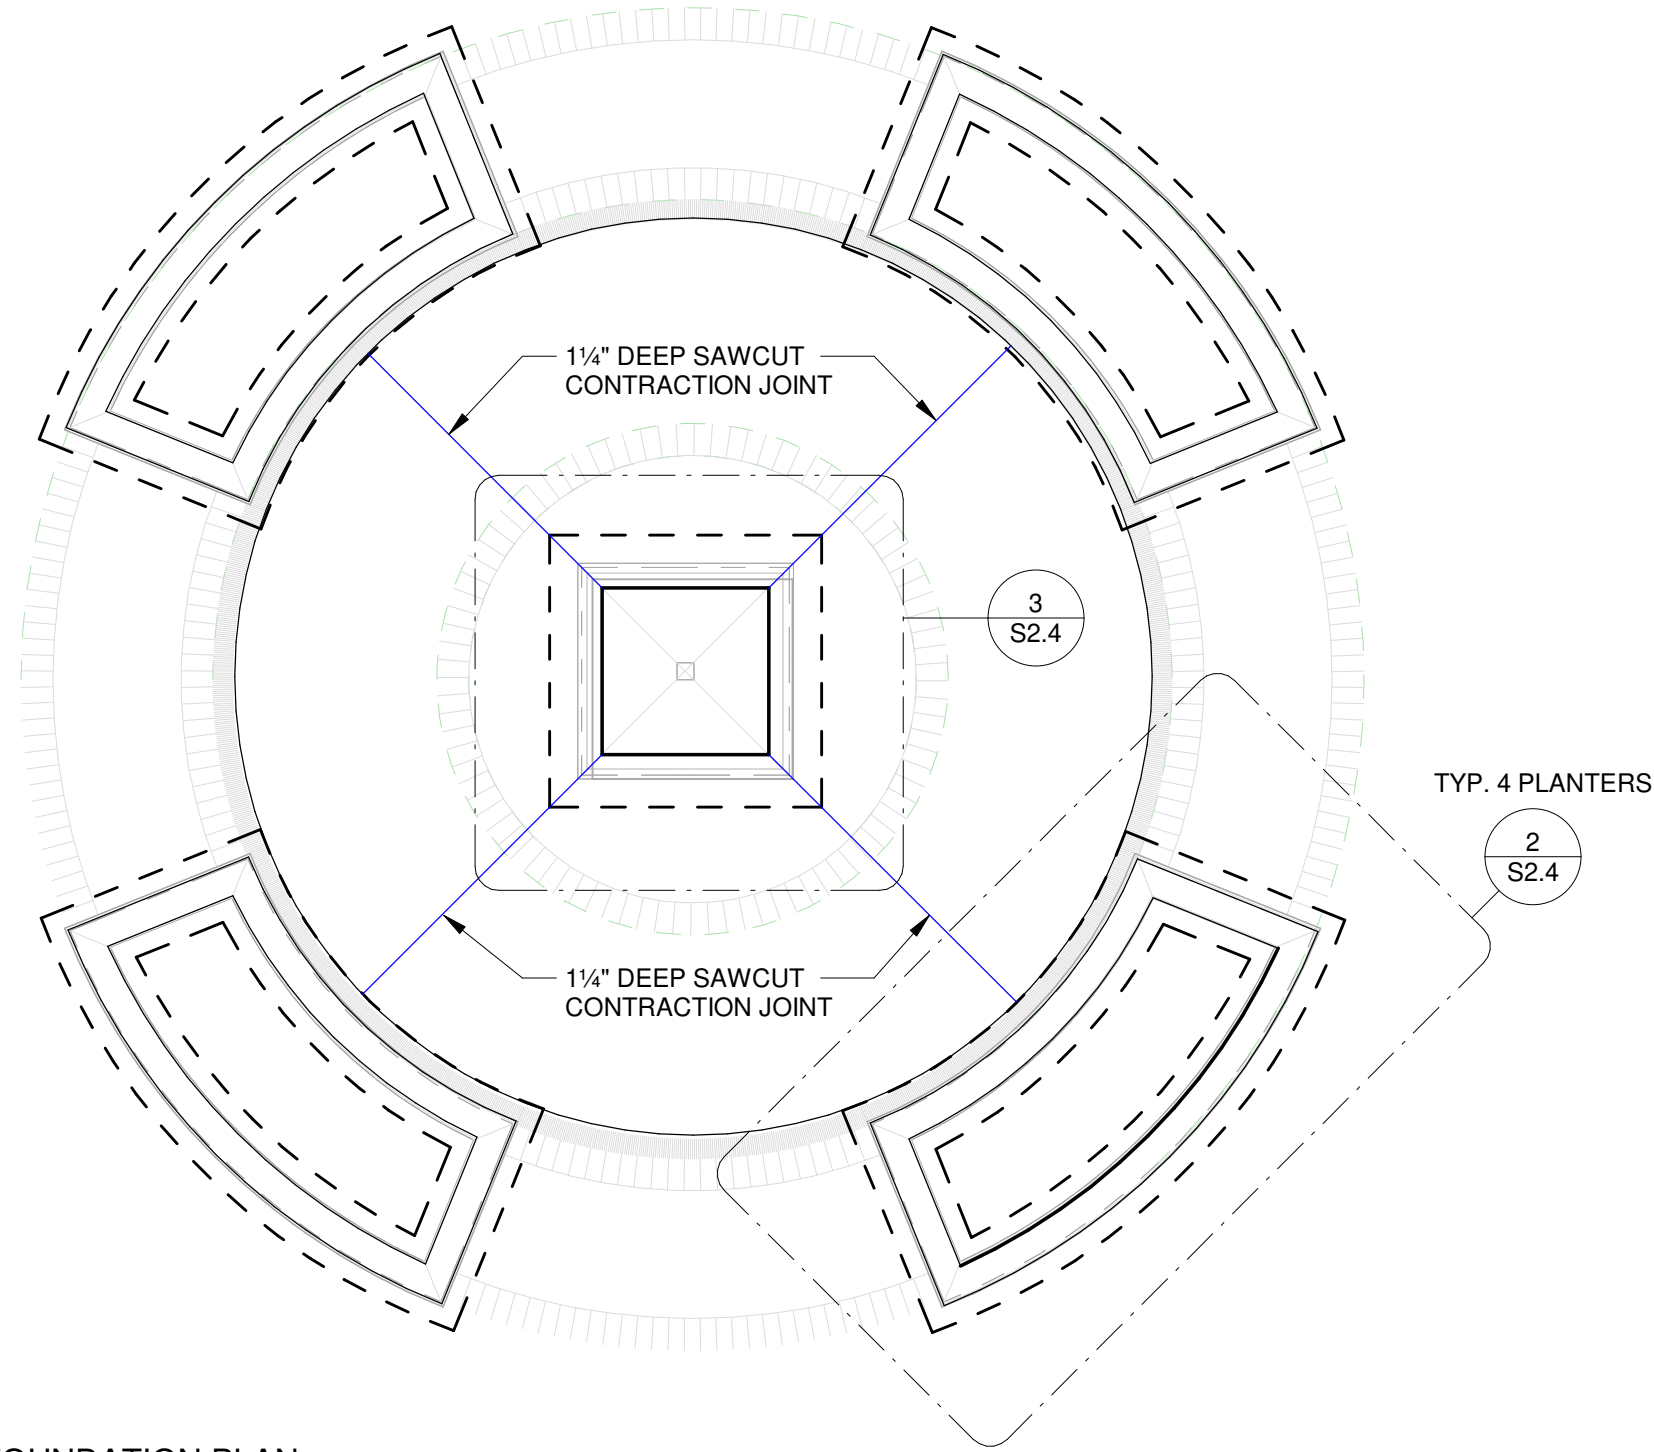 1¼" DEEP SAWCUT
CONTRACTION JOINT
3
S2.4
TYP. 4 PLANTERS
2
S2.4
1¼" DEEP SAWCUT
CONTRACTION JOINT
PLAN